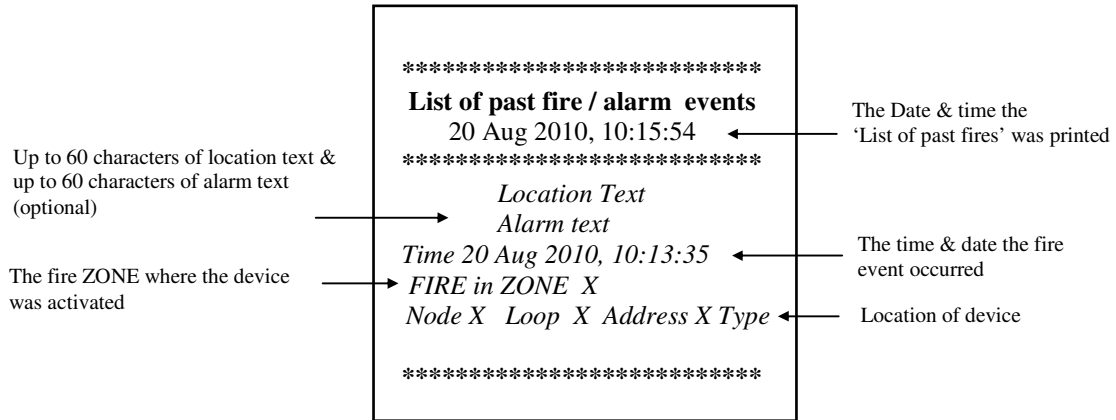 ***************************
List of past fire / alarm  events
20 Aug 2010, 10:15:54
***************************
Location Text
Alarm text
Time 20 Aug 2010, 10:13:35
FIRE in ZONE  X
Node X   Loop  X  Address X Type
***************************
Up to 60 characters of location text &
up to 60 characters of alarm text
(optional)
The fire ZONE where the device
was activated
The Date & time the
‘List of past fires’ was printed
The time & date the fire
event occurred
Location of device